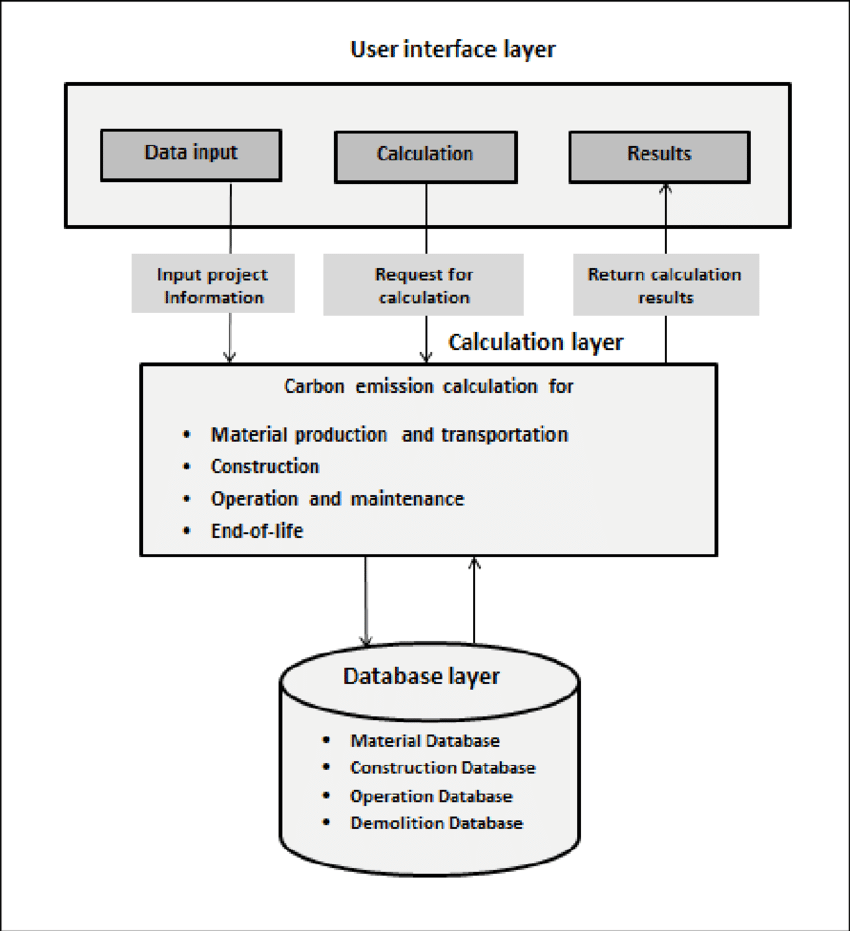 User interface layer
Data input
Calculation
Results
Input project
Information
Request for
calculation
Return calculation
results
Calculation layer
Carbon emission calculation for
• Material production and transportation
• Construction
• Operation and maintenance
• End-of-life
Database layer
• Material Database
• Construction Database
• Operation Database
• Demolition Database